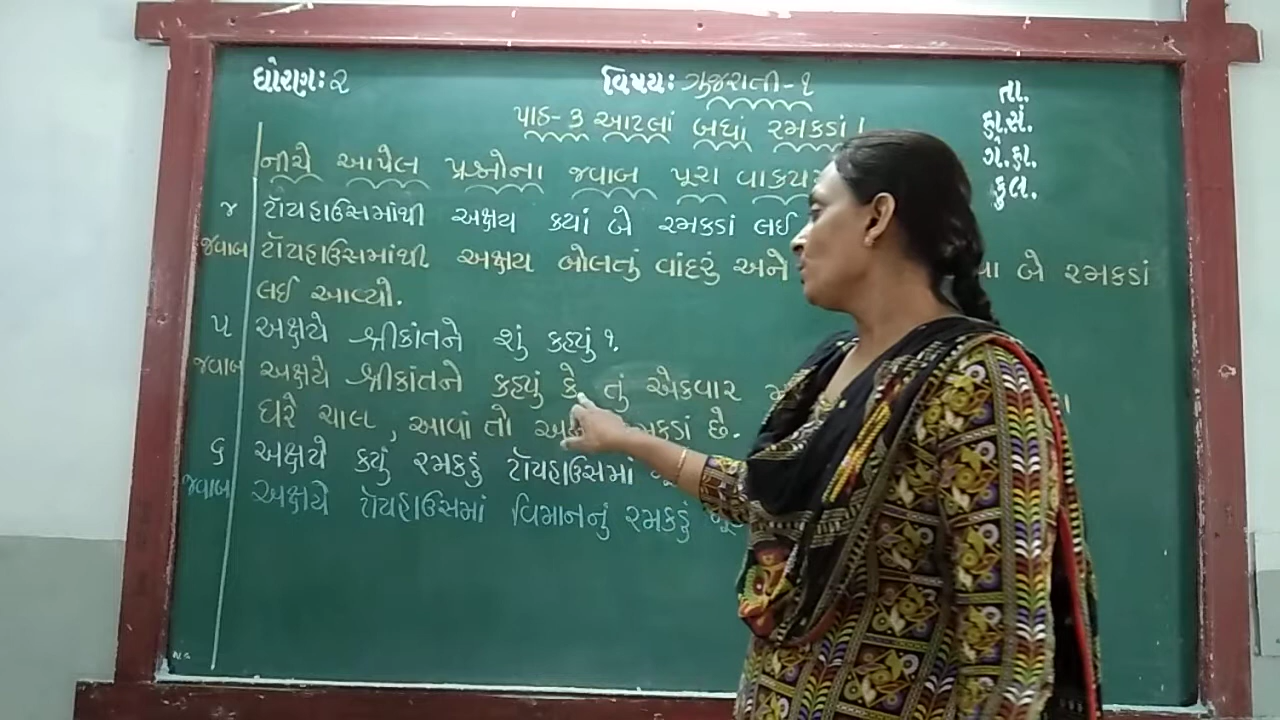 ધોરણઃ ૨ વિષયઃ ગુજરાતી-૧ તા.
પાઠ-૩ આટલાં બધાં રમકડાં! હા.સં.
ગે.હા.
કુલ.
નીચે આપેલ પ્રશ્નોના જવાબ પૂરા
૪ ટૉયહાઉસમાંથી અક્ષય કયાં બે રમકડાં લઈ
જવાબ ટૉયહાઉસમાંથી અક્ષય બોલતું વાંદરું અને બે રમકડાં
લઈ આવ્યો.
૫ અક્ષયે શ્રીકાંતને શું કહ્યું ?
જવાબ અક્ષયે શ્રીકાંતને કહ્યું કે તું એકવાર
ઘરે ચાલ, આવાં તો છે.
૬ અક્ષયે કયું રમકડું ટૉયહાઉસમાં
જવાબ અક્ષયે ટૉયહાઉસમાં વિમાનનું રમકડું